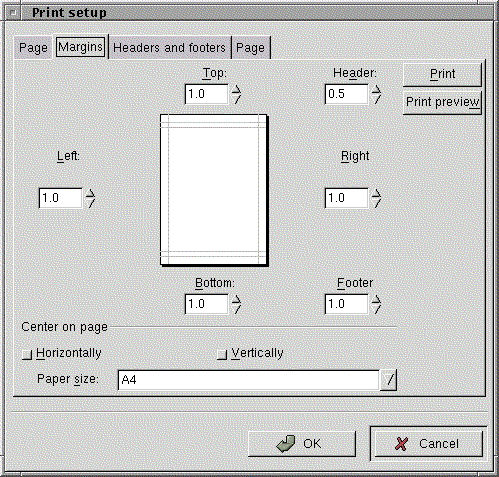 Print setup
Page Margins Headers and footers Page
Top: Header: Print
1.0 0.5 Print preview
Left: Right
1.0 1.0
Bottom: Footer
1.0 1.0
Center on page
Horizontally Vertically
Paper size: A4
OK Cancel